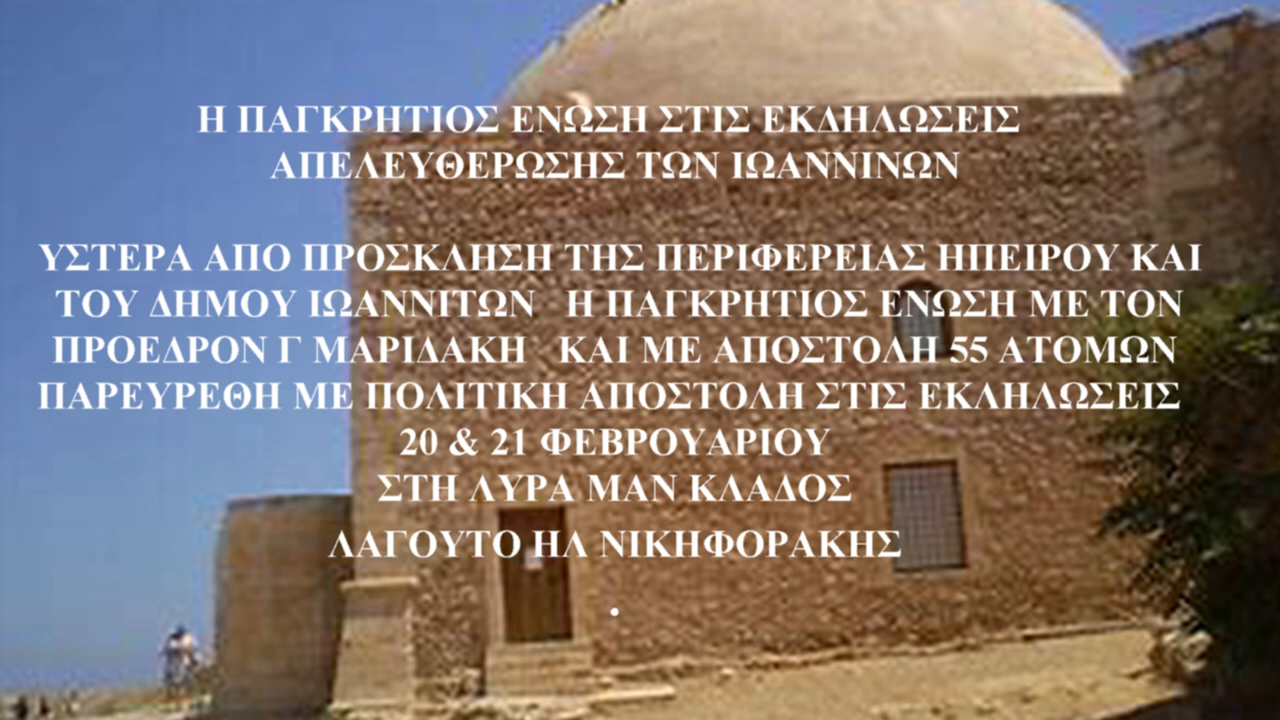 Η ΠΑΓΚΡΗΤΙΟΣ ΕΝΩΣΗ ΣΤΙΣ ΕΚΔΗΛΩΣΕΙΣ
ΑΠΕΛΕΥΘΕΡΩΣΗΣ ΤΩΝ ΙΩΑΝΝΙΝΩΝ
ΥΣΤΕΡΑ ΑΠΟ ΠΡΟΣΚΛΗΣΗ ΤΗΣ ΠΕΡΙΦΕΡΕΙΑΣ ΗΠΕΙΡΟΥ ΚΑΙ
ΤΟΥ ΔΗΜΟΥ ΙΩΑΝΝΙΤΩΝ Η ΠΑΓΚΡΗΤΙΟΣ ΕΝΩΣΗ ΜΕ ΤΟΝ
ΠΡΟΕΔΡΟΝ Γ ΜΑΡΙΔΑΚΗ ΚΑΙ ΜΕ ΑΠΟΣΤΟΛΗ 55 ΑΤΟΜΩΝ
ΠΑΡΕΥΡΕΘΗ ΜΕ ΠΟΛΙΤΙΚΗ ΑΠΟΣΤΟΛΗ ΣΤΙΣ ΕΚΛΗΛΩΣΕΙΣ
20 & 21 ΦΕΒΡΟΥΑΡΙΟΥ
ΣΤΗ ΛΥΡΑ ΜΑΝ ΚΛΑΔΟΣ
ΛΑΓΟΥΤΟ ΗΛ ΝΙΚΗΦΟΡΑΚΗΣ
.